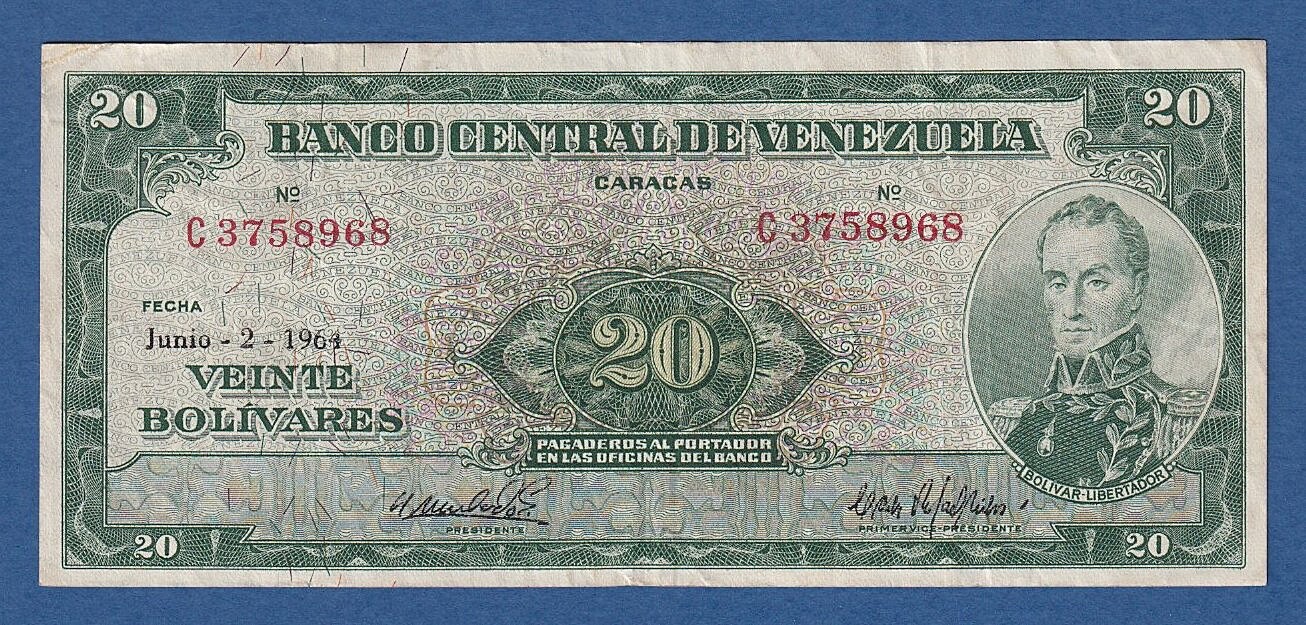 20 20
BANCO CENTRAL DE VENEZUELA
CARACAS
Nº Nº
C 3758968 C 3758968
FECHA
Junio - 2 - 1964
VEINTE
BOLÍVARES
20
PAGADEROS AL PORTADOR
EN LAS OFICINAS DEL BANCO
BOLIVAR-LIBERTADOR
PRESIDENTE PRIMER VICE-PRESIDENTE
20 20